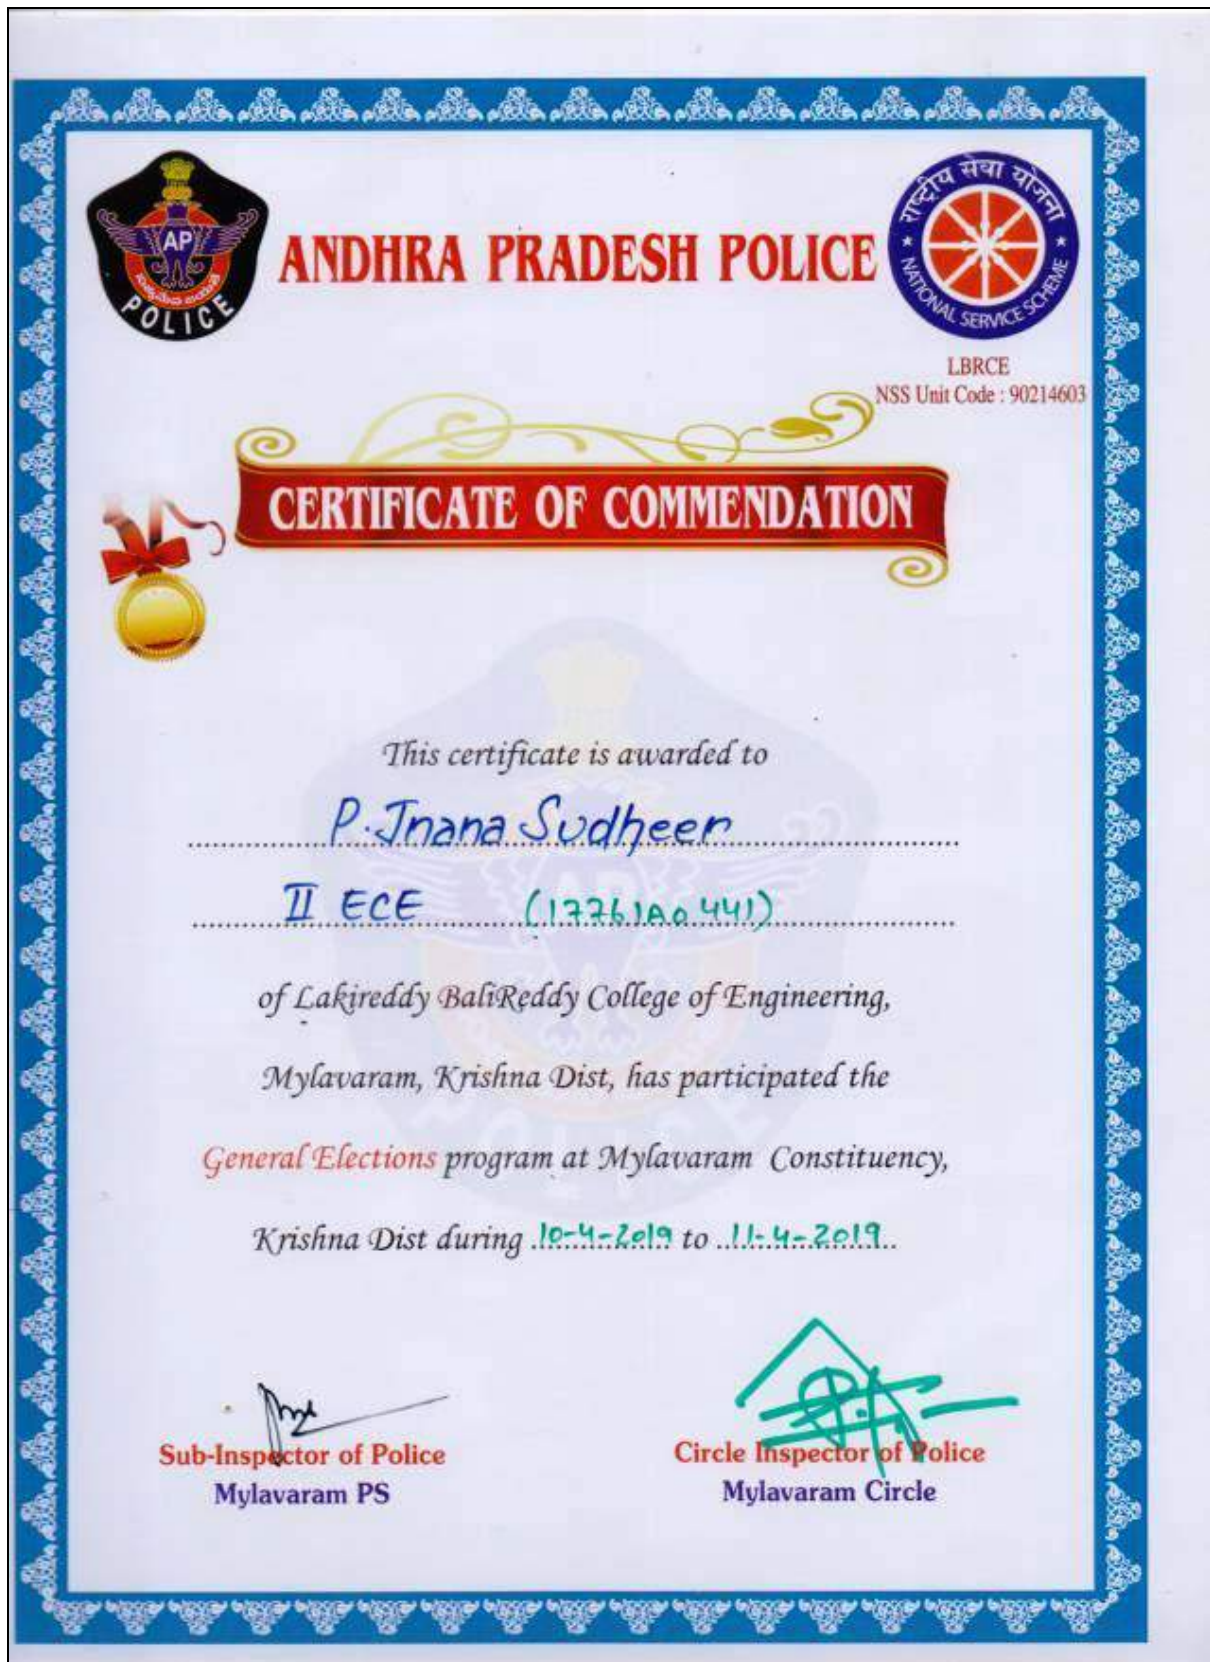 AP
POLICE
ANDHRA PRADESH POLICE
राष्ट्रीय सेवा योजना
NATIONAL SERVICE SCHEME
LBRCE
NSS Unit Code : 90214603
CERTIFICATE OF COMMENDATION
This certificate is awarded to
P. Jnana Sudheer
II ECE (17761A0441)
of Lakireddy BaliReddy College of Engineering,
Mylavaram, Krishna Dist, has participated the
General Elections program at Mylavaram Constituency,
Krishna Dist during 10-4-2019 to 11-4-2019
Sub-Inspector of Police
Mylavaram PS
Circle Inspector of Police
Mylavaram Circle